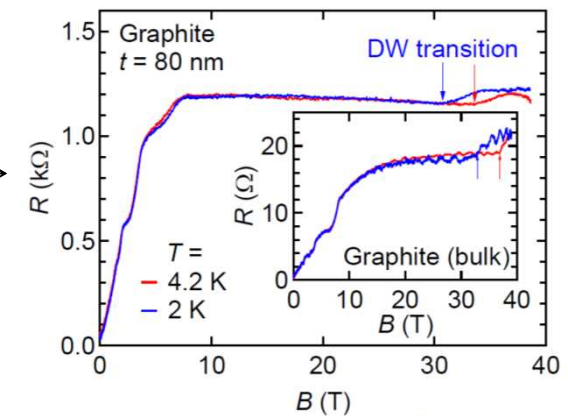 1.5
Graphite
t = 80 nm
DW transition
1.0
R (kΩ)
0.5
T =
4.2 K
2 K
0.0
0 10 20 30 40
B (T)
20
R (Ω)
10
0
Graphite (bulk)
0 10 20 30 40
B (T)